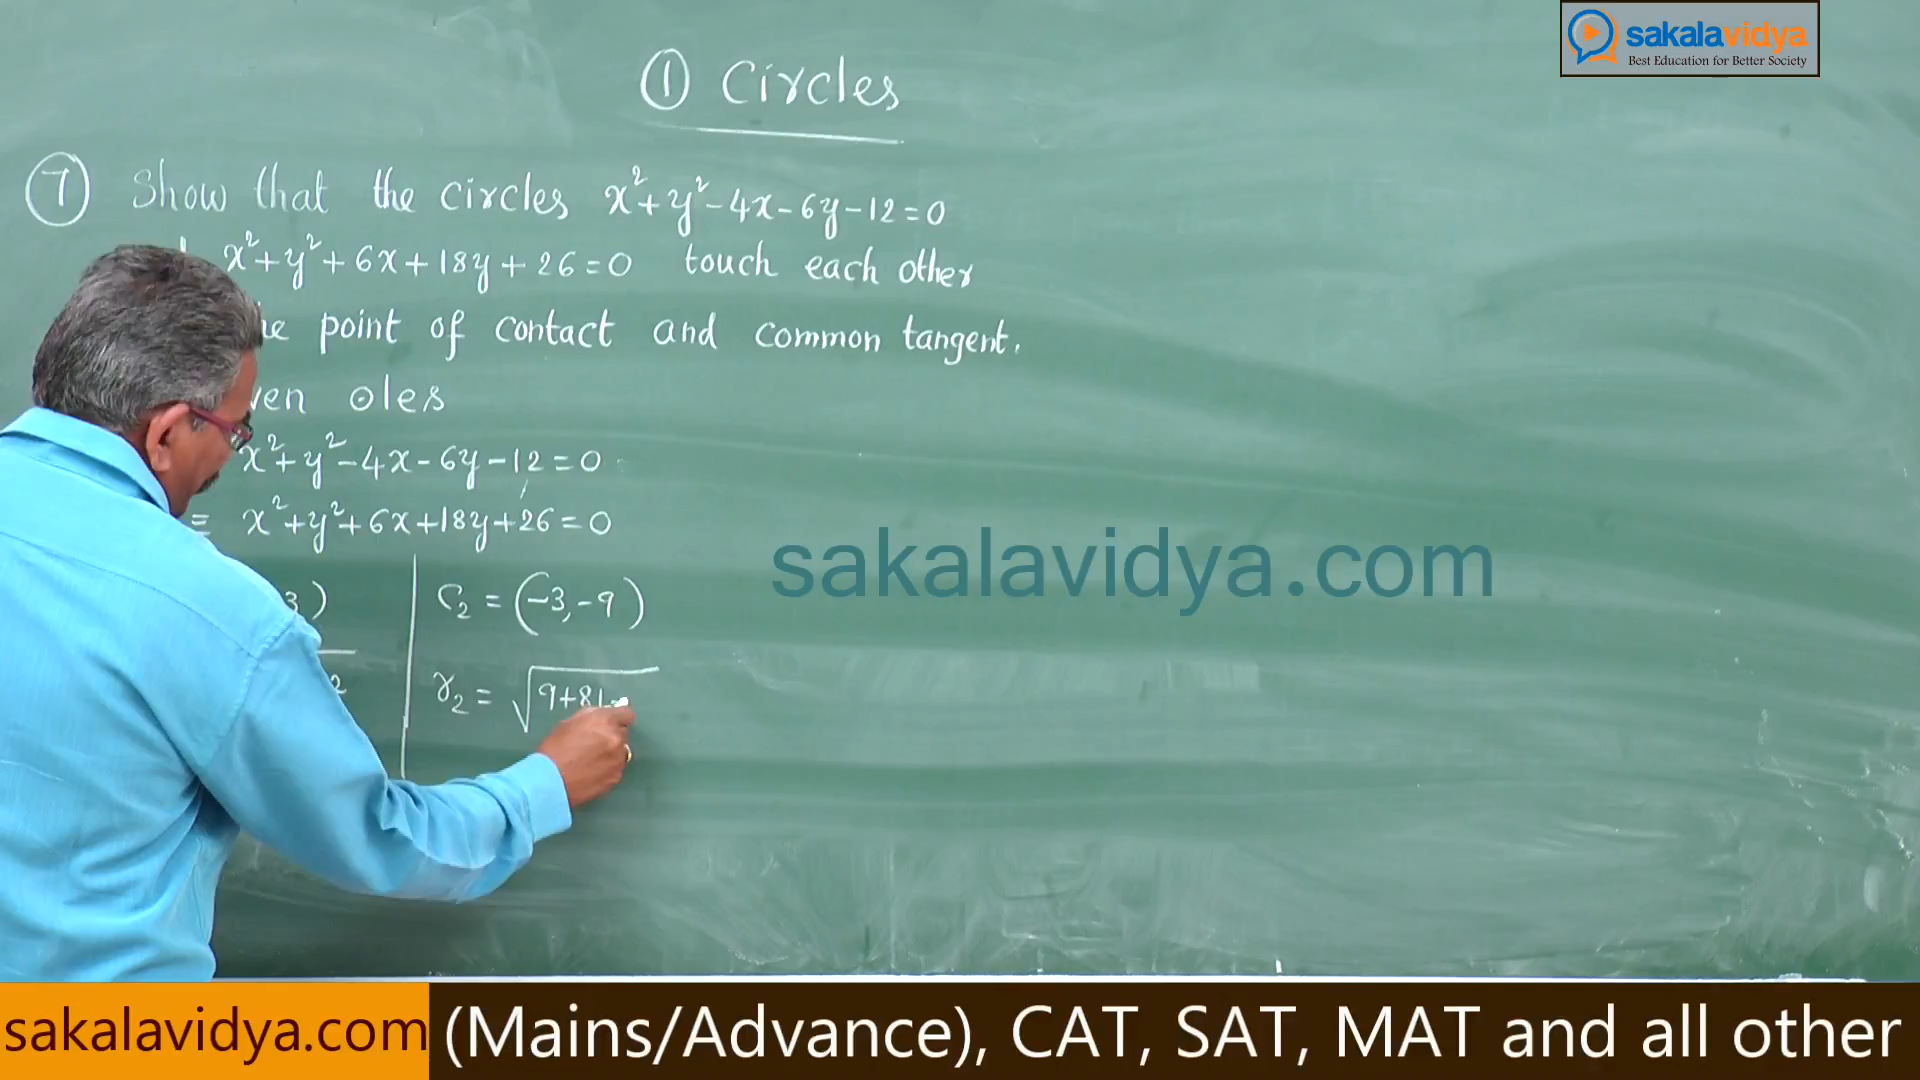 sakalavidya
Best Education for Better Society
① Circles
⑦ Show that the circles x²+y²-4x-6y-12=0
x²+y²+6x+18y+26=0 touch each other
point of contact and common tangent.
⊙les
x²+y²-4x-6y-12=0
≡ x²+y²+6x+18y+26=0
3)
C₂ = (-3,-9)
2
r₂ = √9+81-
sakalavidya.com
sakalavidya.com (Mains/Advance), CAT, SAT, MAT and all other